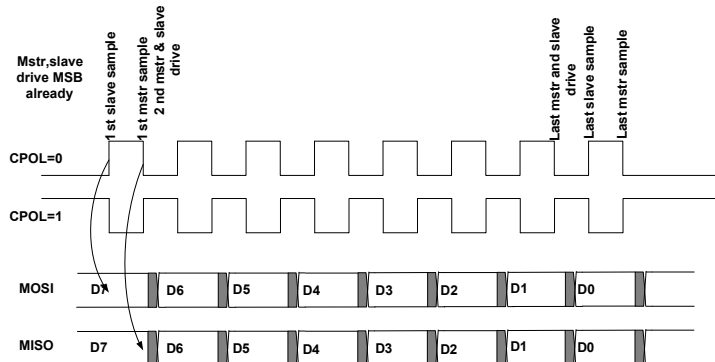 Mstr,slave
drive MSB
already
1 st slave sample
1 st mstr sample
2 nd mstr & slave
drive
Last mstr and slave
drive
Last slave sample
Last mstr sample
CPOL=0
CPOL=1
MOSI D7 D6 D5 D4 D3 D2 D1 D0
MISO D7 D6 D5 D4 D3 D2 D1 D0